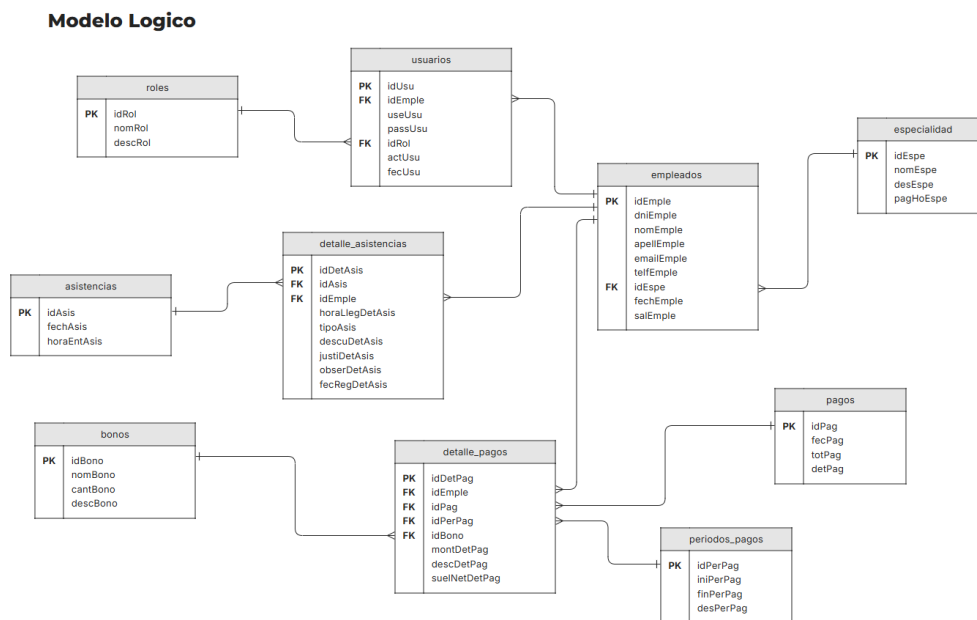 Modelo Logico
usuarios
PK idUsu
FK idEmple
useUsu
passUsu
FK idRol
actUsu
fecUsu
roles
PK idRol
nomRol
descRol
especialidad
PK idEspe
nomEspe
desEspe
pagHoEspe
empleados
PK idEmple
dniEmple
nomEmple
apellEmple
emailEmple
telfEmple
FK idEspe
fechEmple
salEmple
detalle_asistencias
PK idDetAsis
FK idAsis
FK idEmple
horaLlegDetAsis
tipoAsis
descuDetAsis
justiDetAsis
obserDetAsis
fecRegDetAsis
asistencias
PK idAsis
fechAsis
horaEntAsis
pagos
PK idPag
fecPag
totPag
detPag
bonos
PK idBono
nomBono
cantBono
descBono
detalle_pagos
PK idDetPag
FK idEmple
FK idPag
FK idPerPag
FK idBono
montDetPag
descDetPag
suelNetDetPag
periodos_pagos
PK idPerPag
iniPerPag
finPerPag
desPerPag